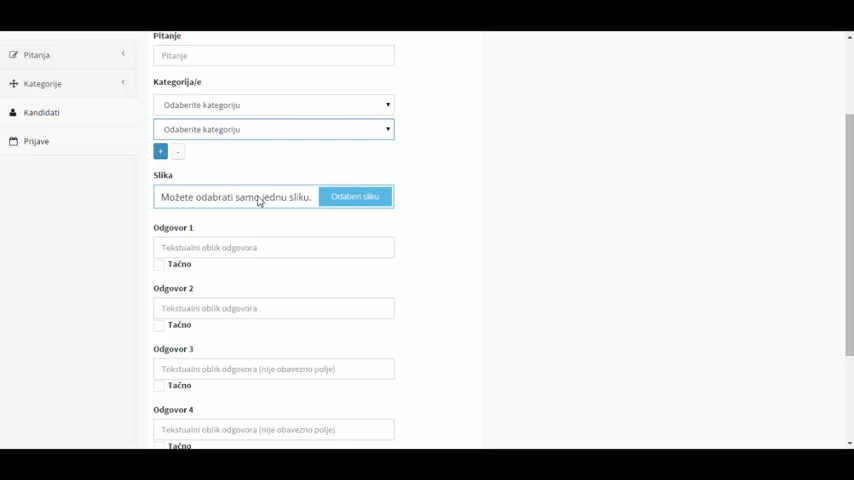 Pitanje
Pitanja
Pitanje
Kategorija/e
Kategorije
Odaberite kategoriju
Kandidati
Odaberite kategoriju
Prijave
+ -
Slika
Možete odabrati samo jednu sliku. Odaberi sliku
Odgovor 1
Tekstualni oblik odgovora
Tačno
Odgovor 2
Tekstualni oblik odgovora
Tačno
Odgovor 3
Tekstualni oblik odgovora (nije obavezno polje)
Tačno
Odgovor 4
Tekstualni oblik odgovora (nije obavezno polje)
Tačno